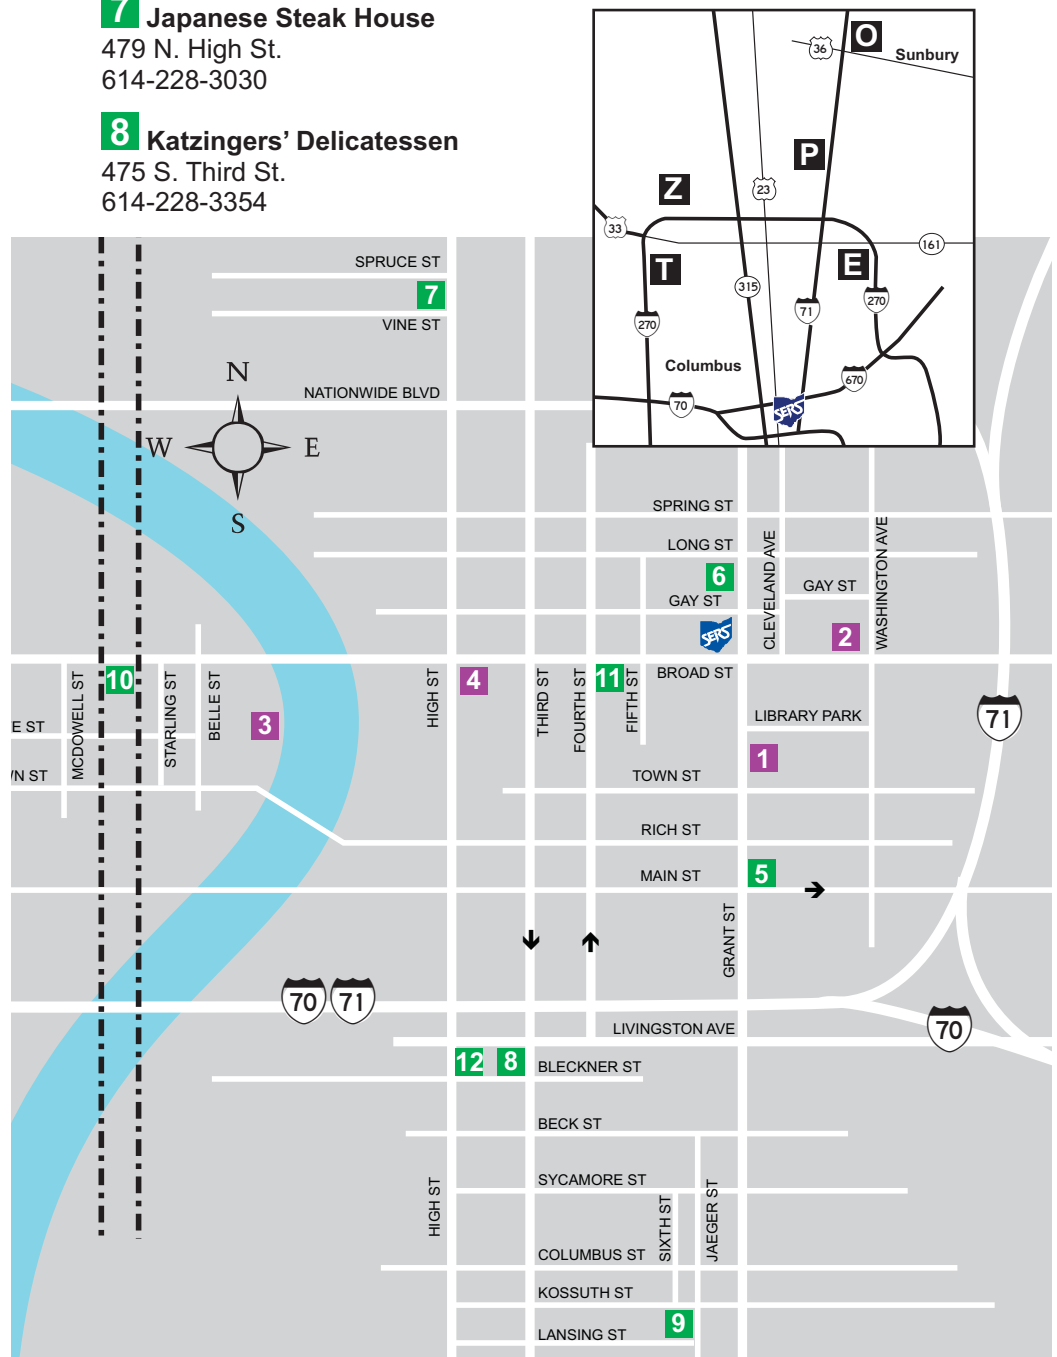 7 Japanese Steak House
479 N. High St.
614-228-3030
8 Katzingers’ Delicatessen
475 S. Third St.
614-228-3354
36
O
Sunbury
P
Z
23
33
161
T
E
315
270
71
270
Columbus
670
70
SERS
SPRUCE ST
7
VINE ST
NATIONWIDE BLVD
N
W
E
S
SPRING ST
LONG ST
CLEVELAND AVE
WASHINGTON AVE
6
GAY ST
GAY ST
SERS
2
10
MCDOWELL ST
STARLING ST
BELLE ST
HIGH ST
4
THIRD ST
FOURTH ST
11
FIFTH ST
BROAD ST
3
E ST
LIBRARY PARK
71
1
/N ST
TOWN ST
RICH ST
MAIN ST
5
GRANT ST
70
71
70
LIVINGSTON AVE
12
8
BLECKNER ST
BECK ST
HIGH ST
SYCAMORE ST
SIXTH ST
JAEGER ST
COLUMBUS ST
KOSSUTH ST
9
LANSING ST